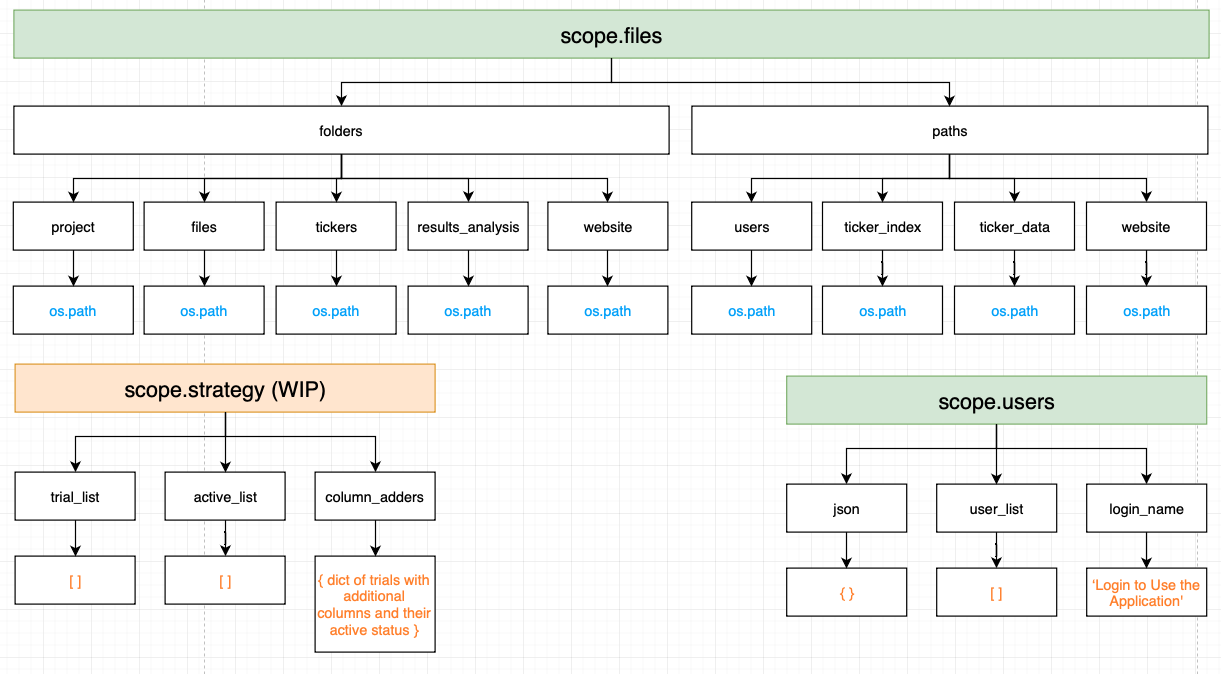 scope.files
folders
paths
project
files
tickers
results_analysis
website
users
ticker_index
ticker_data
website
os.path
os.path
os.path
os.path
os.path
os.path
os.path
os.path
os.path
scope.strategy (WIP)
scope.users
trial_list
active_list
column_adders
json
user_list
login_name
[ ]
[ ]
{ dict of trials with
additional
columns and their
active status }
{ }
[ ]
'Login to Use the
Application'